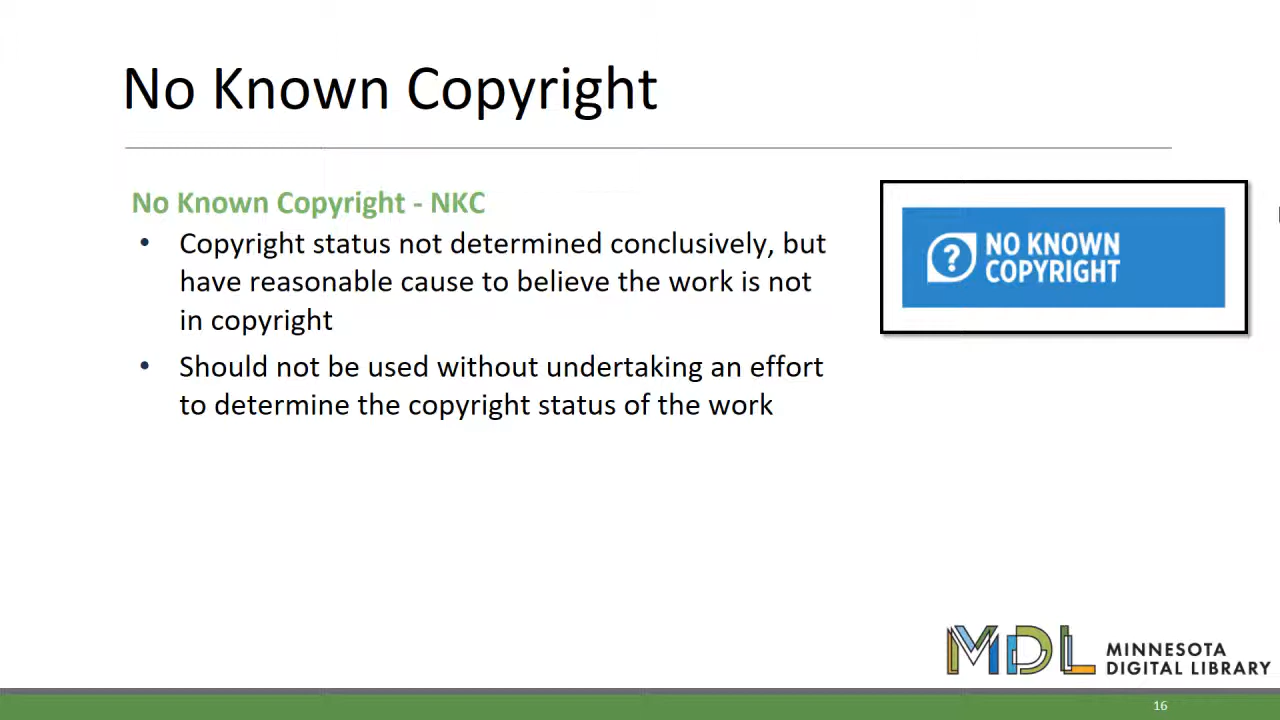 No Known Copyright
No Known Copyright - NKC
• Copyright status not determined conclusively, but
have reasonable cause to believe the work is not
in copyright
• Should not be used without undertaking an effort
to determine the copyright status of the work
?
NO KNOWN
COPYRIGHT
MDL
MINNESOTA
DIGITAL LIBRARY
16